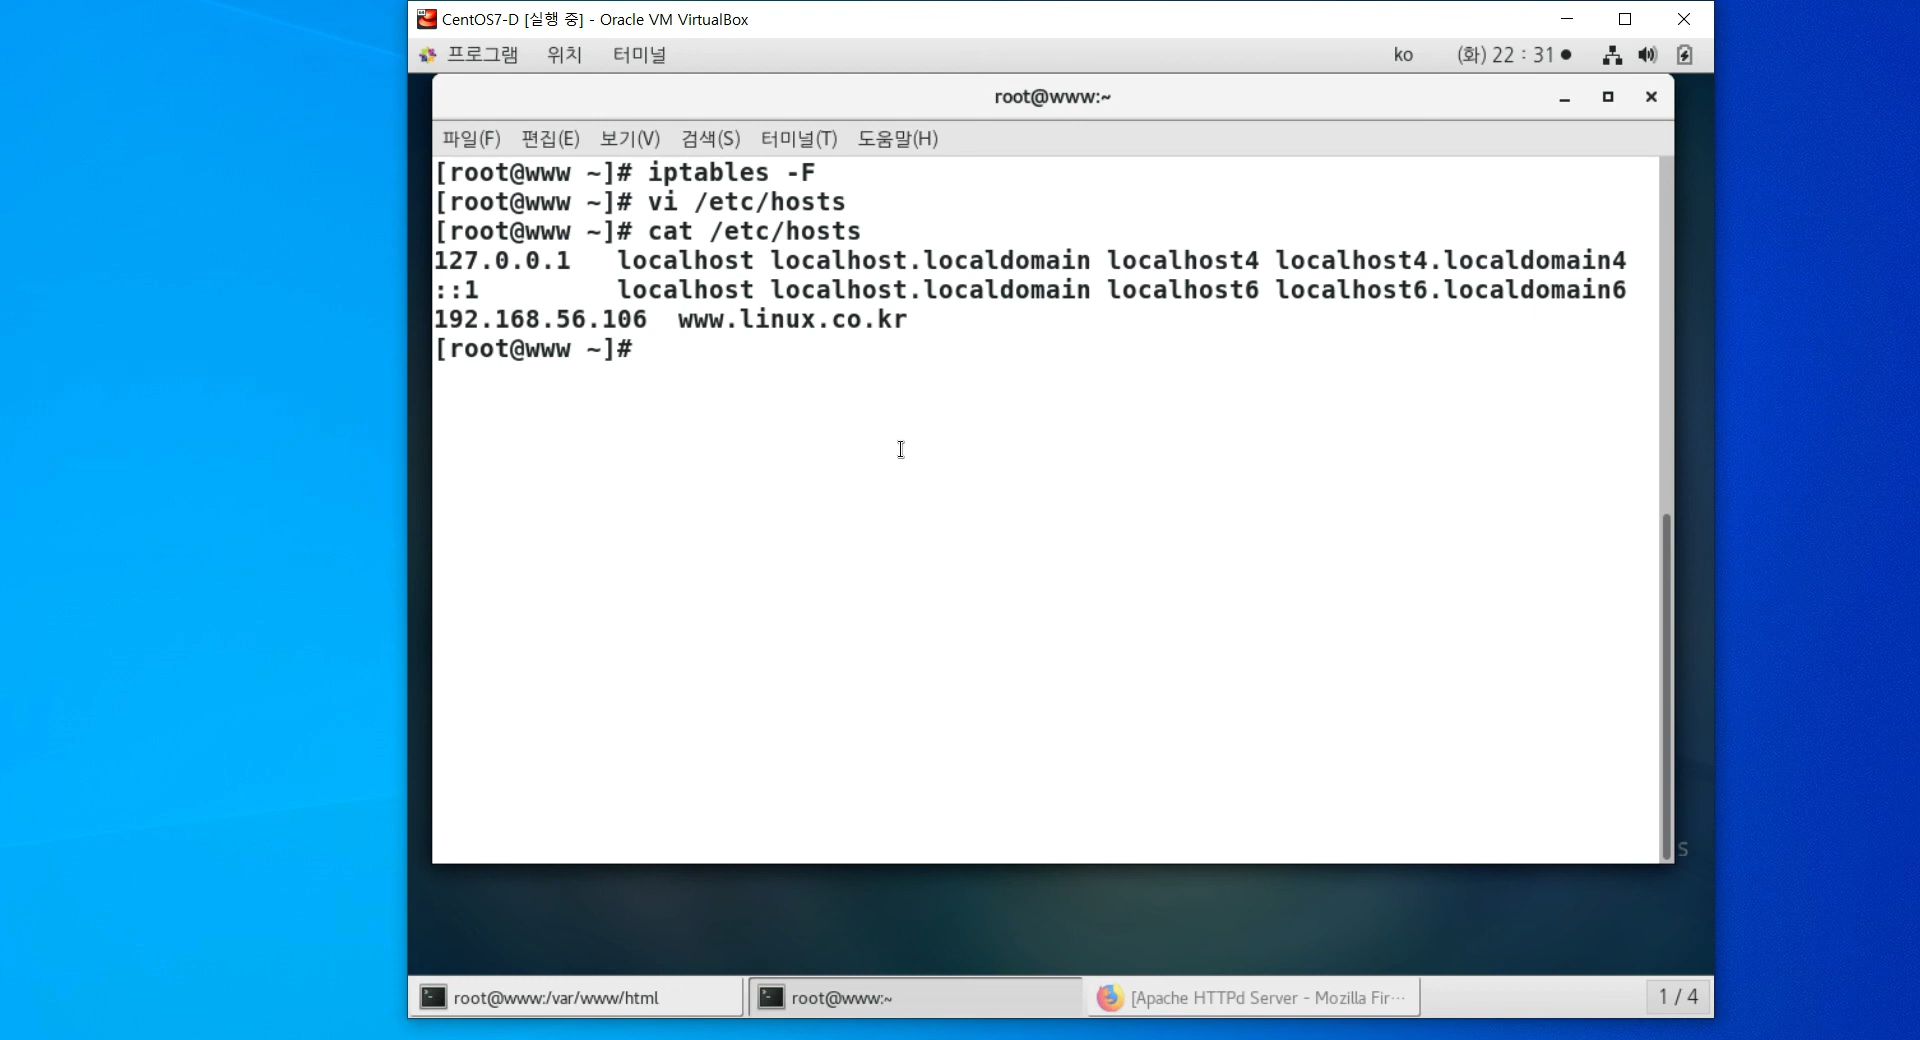 CentOS7-D [실행 중] - Oracle VM VirtualBox
프로그램 위치 터미널 ko (화) 22 : 31
root@www:~
파일(F) 편집(E) 보기(V) 검색(S) 터미널(T) 도움말(H)
[root@www ~]# iptables -F
[root@www ~]# vi /etc/hosts
[root@www ~]# cat /etc/hosts
127.0.0.1   localhost localhost.localdomain localhost4 localhost4.localdomain4
::1         localhost localhost.localdomain localhost6 localhost6.localdomain6
192.168.56.106  www.linux.co.kr
[root@www ~]#
S
root@www:/var/www/html root@www:~ [Apache HTTPd Server - Mozilla Fir··· 1 / 4